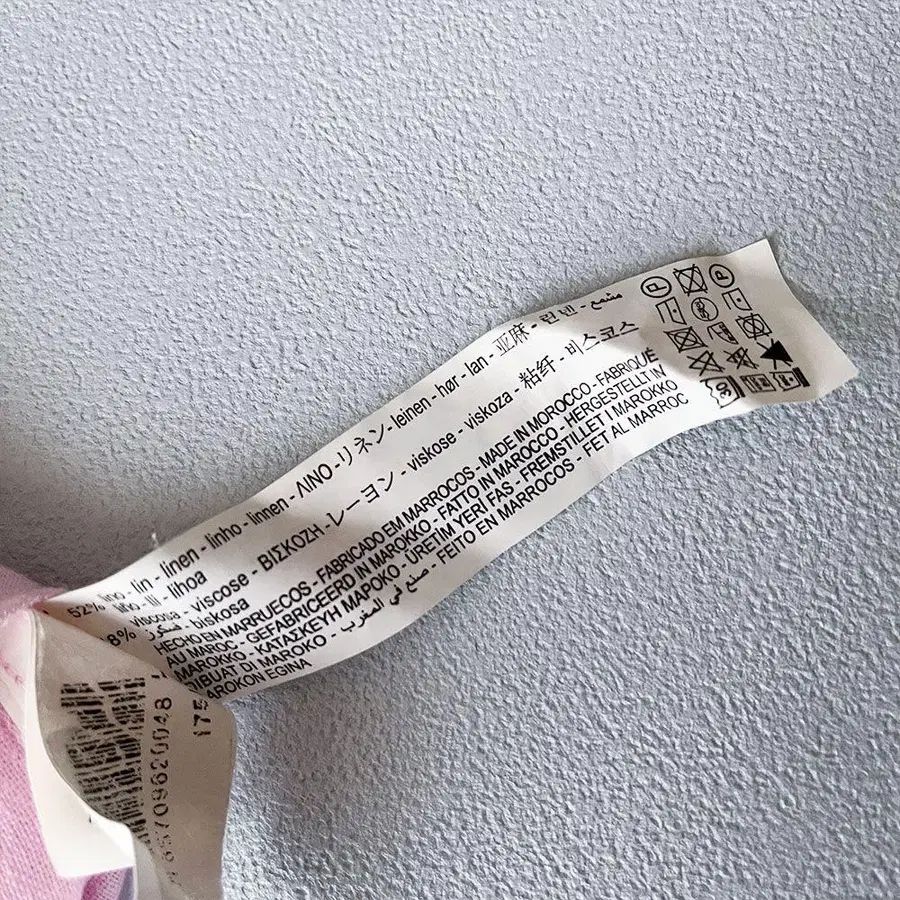 52% lino - lin - linen - linho - linnen - ΛΙΝΟ - リネン - leinen - hør - lan - 亚麻 - 린넨 - مشمع
liho - lihoa
viscosa - viscose - ΒΙΣΚΟΖΗ - レーヨン - viskose - viskoza - 粘纤 - 비스코스
- biskosa
HECHO EN MARRUECOS - FABRICADO EM MARROCOS - MADE IN MOROCCO - FABRIQUÉ
AU MAROC - GEFABRICEERD IN MAROKKO - FATTO IN MAROCCO - HERGESTELLT IN
MAROKKO - ΚΑΤΑΣΚΕΥΗ ΜΑΡΟΚΟ - ÜRETİM YERİ FAS - FREMSTILLET I MAROKKO
DIBUAT DI MAROKO - صنع في المغرب - FEITO EN MARROCOS - FET AL MARROC
MAROKON EGINA
P P
30